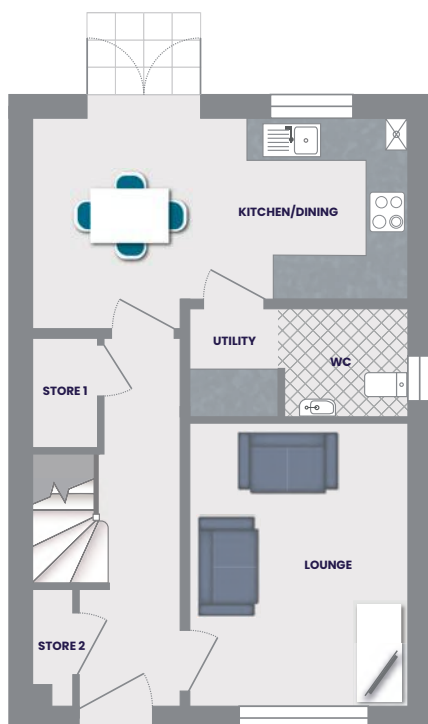 KITCHEN/DINING
UTILITY
WC
STORE 1
LOUNGE
STORE 2